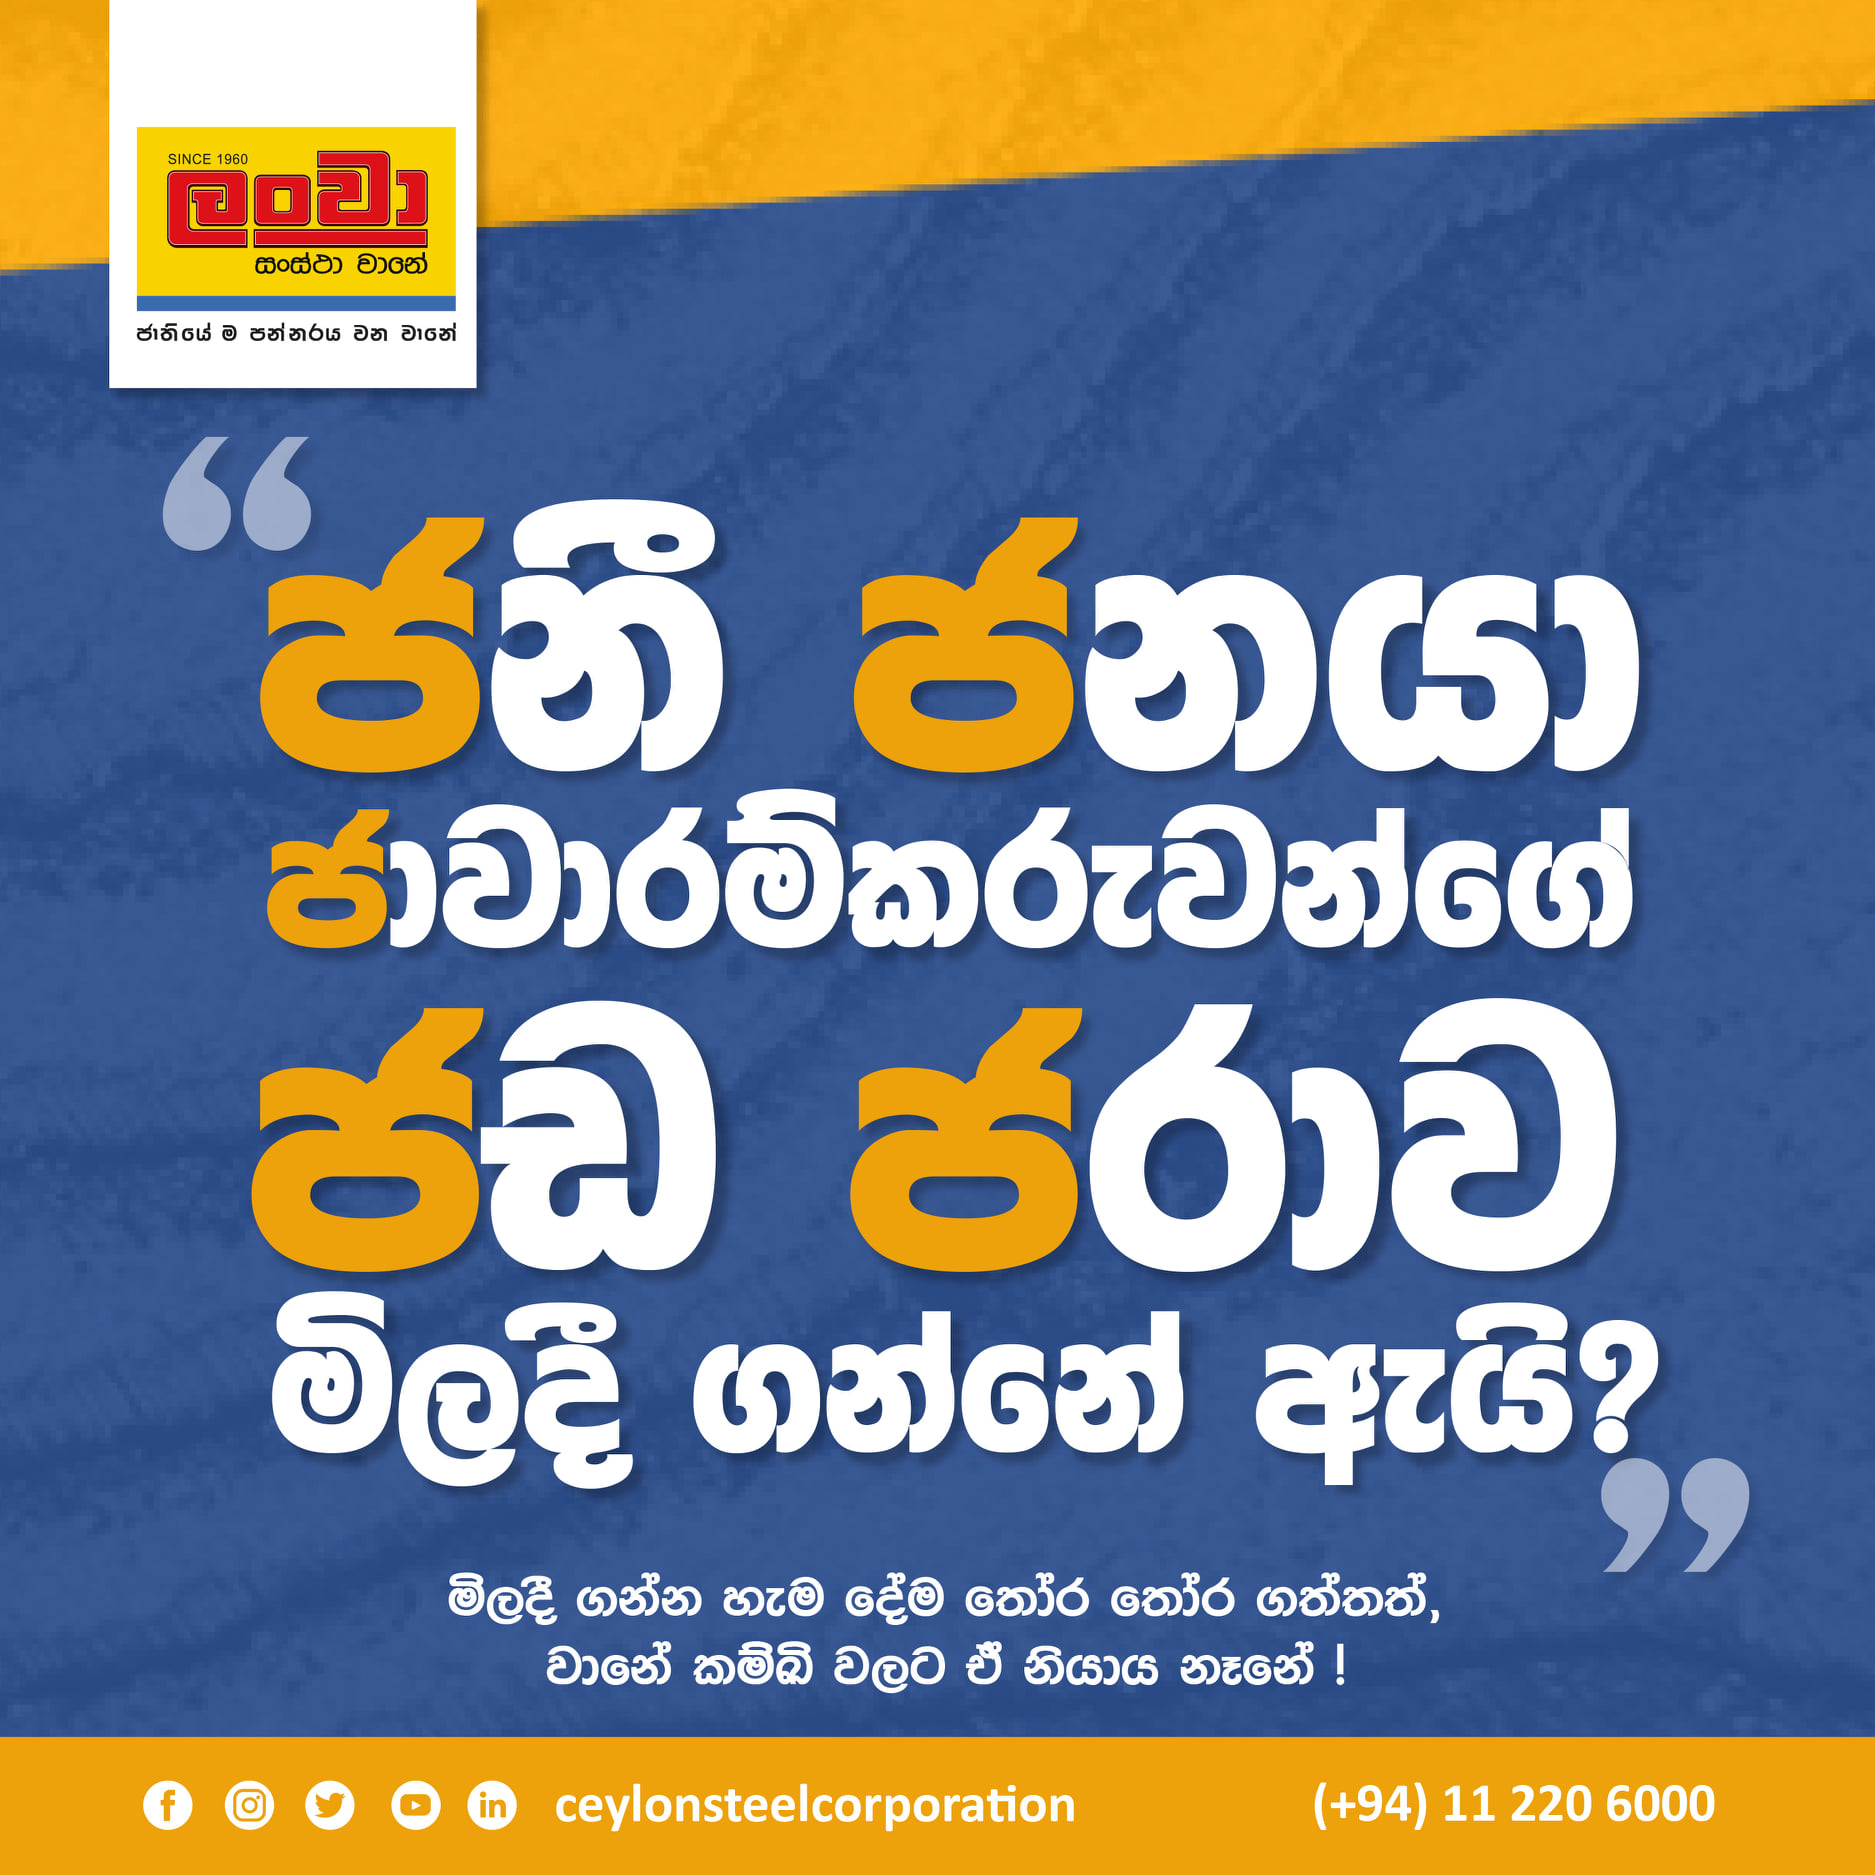 SINCE 1960
ලංවා
සංස්ථා වානේ
ජාතියේ ම පන්නරය වන වානේ
“ජනී ජනයා
ජාවාරම්කරුවන්ගේ
ජඩ ජරාව
මිලදී ගන්නේ ඇයි?”
මිලදී ගන්න හැම දේම තෝර තෝර ගත්තත්,
වානේ කම්බි වලට ඒ නියාය නෑනේ !
ceylonsteelcorporation (+94) 11 220 6000